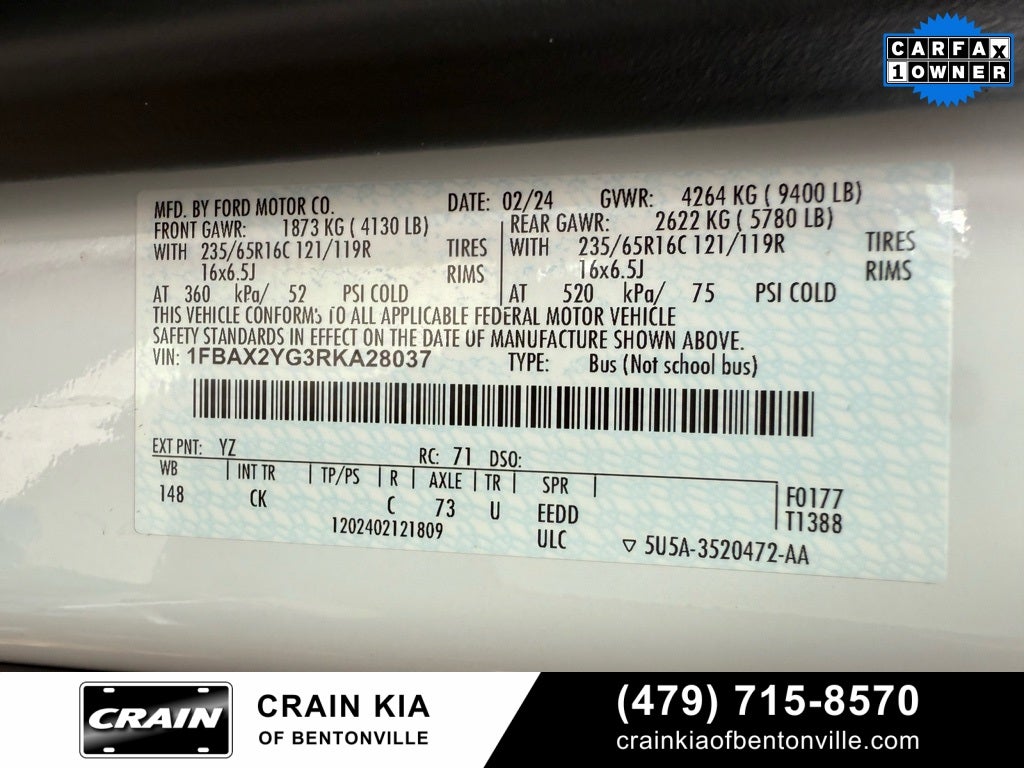 CARFAX
1 OWNER
MFD. BY FORD MOTOR CO. DATE: 02/24 GVWR: 4264 KG ( 9400 LB)
FRONT GAWR: 1873 KG ( 4130 LB) REAR GAWR: 2622 KG ( 5780 LB)
WITH 235/65R16C 121/119R TIRES WITH 235/65R16C 121/119R TIRES
16x6.5J RIMS 16x6.5J RIMS
AT 360 kPa/ 52 PSI COLD AT 520 kPa/ 75 PSI COLD
THIS VEHICLE CONFORMS TO ALL APPLICABLE FEDERAL MOTOR VEHICLE
SAFETY STANDARDS IN EFFECT ON THE DATE OF MANUFACTURE SHOWN ABOVE.
VIN: 1FBAX2YG3RKA28037 TYPE: Bus (Not school bus)
EXT PNT: YZ RC: 71 DSO:
WB INT TR TP/PS R AXLE TR SPR
148 CK C 73 U EEDD F0177
1202402121809 ULC T1388
▽ 5U5A-3520472-AA
CRAIN
CRAIN KIA
OF BENTONVILLE
(479) 715-8570
crainkiaofbentonville.com